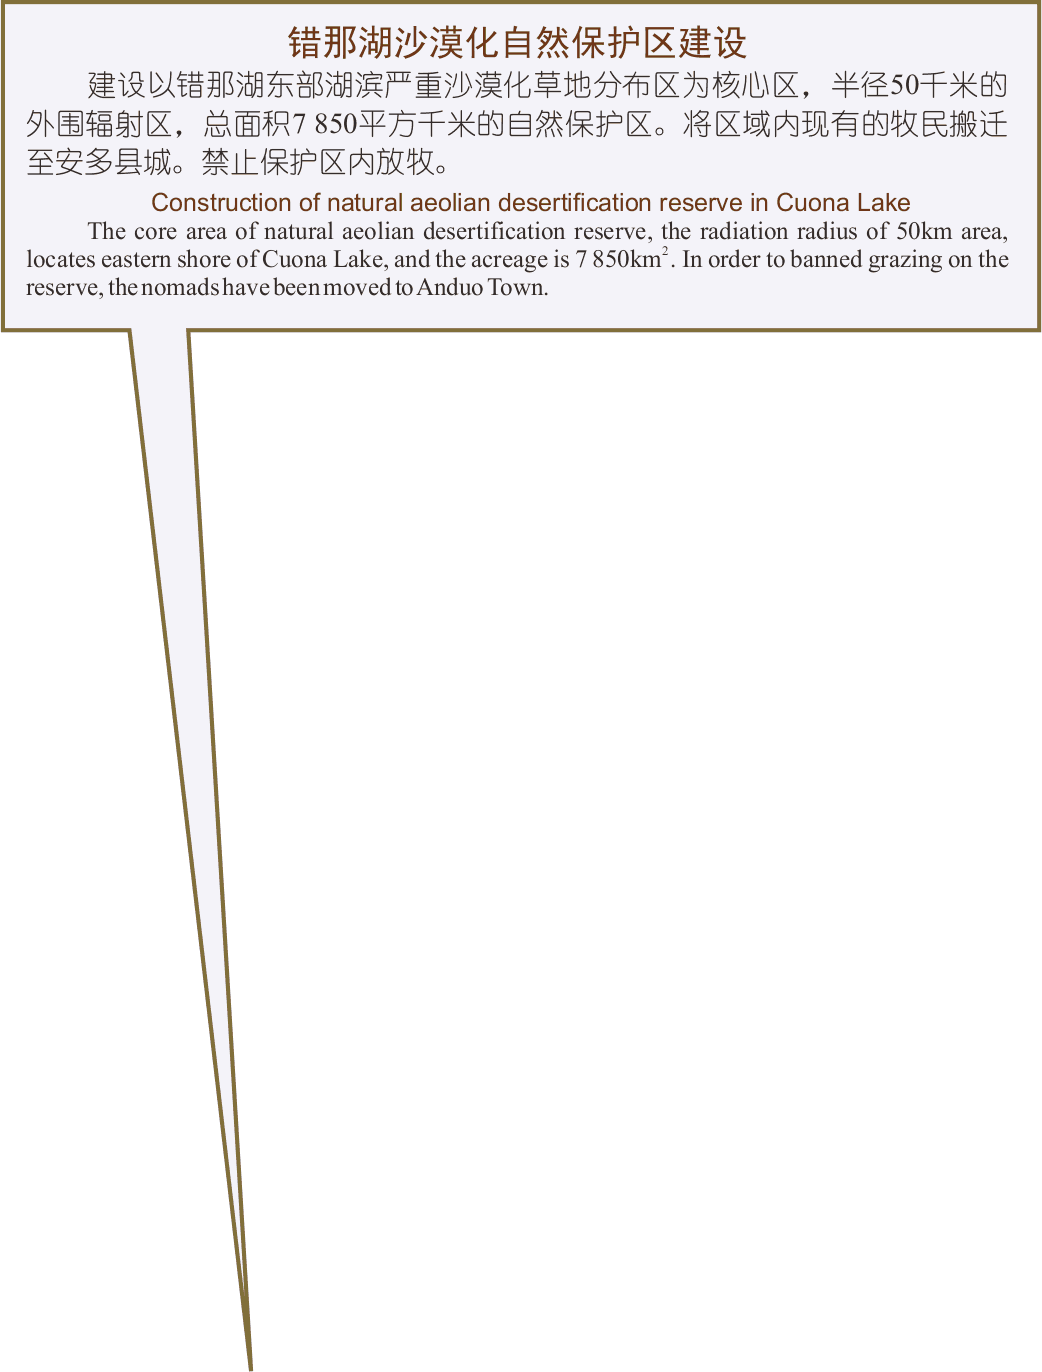 错那湖沙漠化自然保护区建设
建设以错那湖东部湖滨严重沙漠化草地分布区为核心区，半径50千米的
外围辐射区，总面积7 850平方千米的自然保护区。将区域内现有的牧民搬迁
至安多县城。禁止保护区内放牧。
Construction of natural aeolian desertification reserve in Cuona Lake
The core area of natural aeolian desertification reserve, the radiation radius of 50km area,
locates eastern shore of Cuona Lake, and the acreage is 7 850km². In order to banned grazing on the
reserve, the nomads have been moved to Anduo Town.